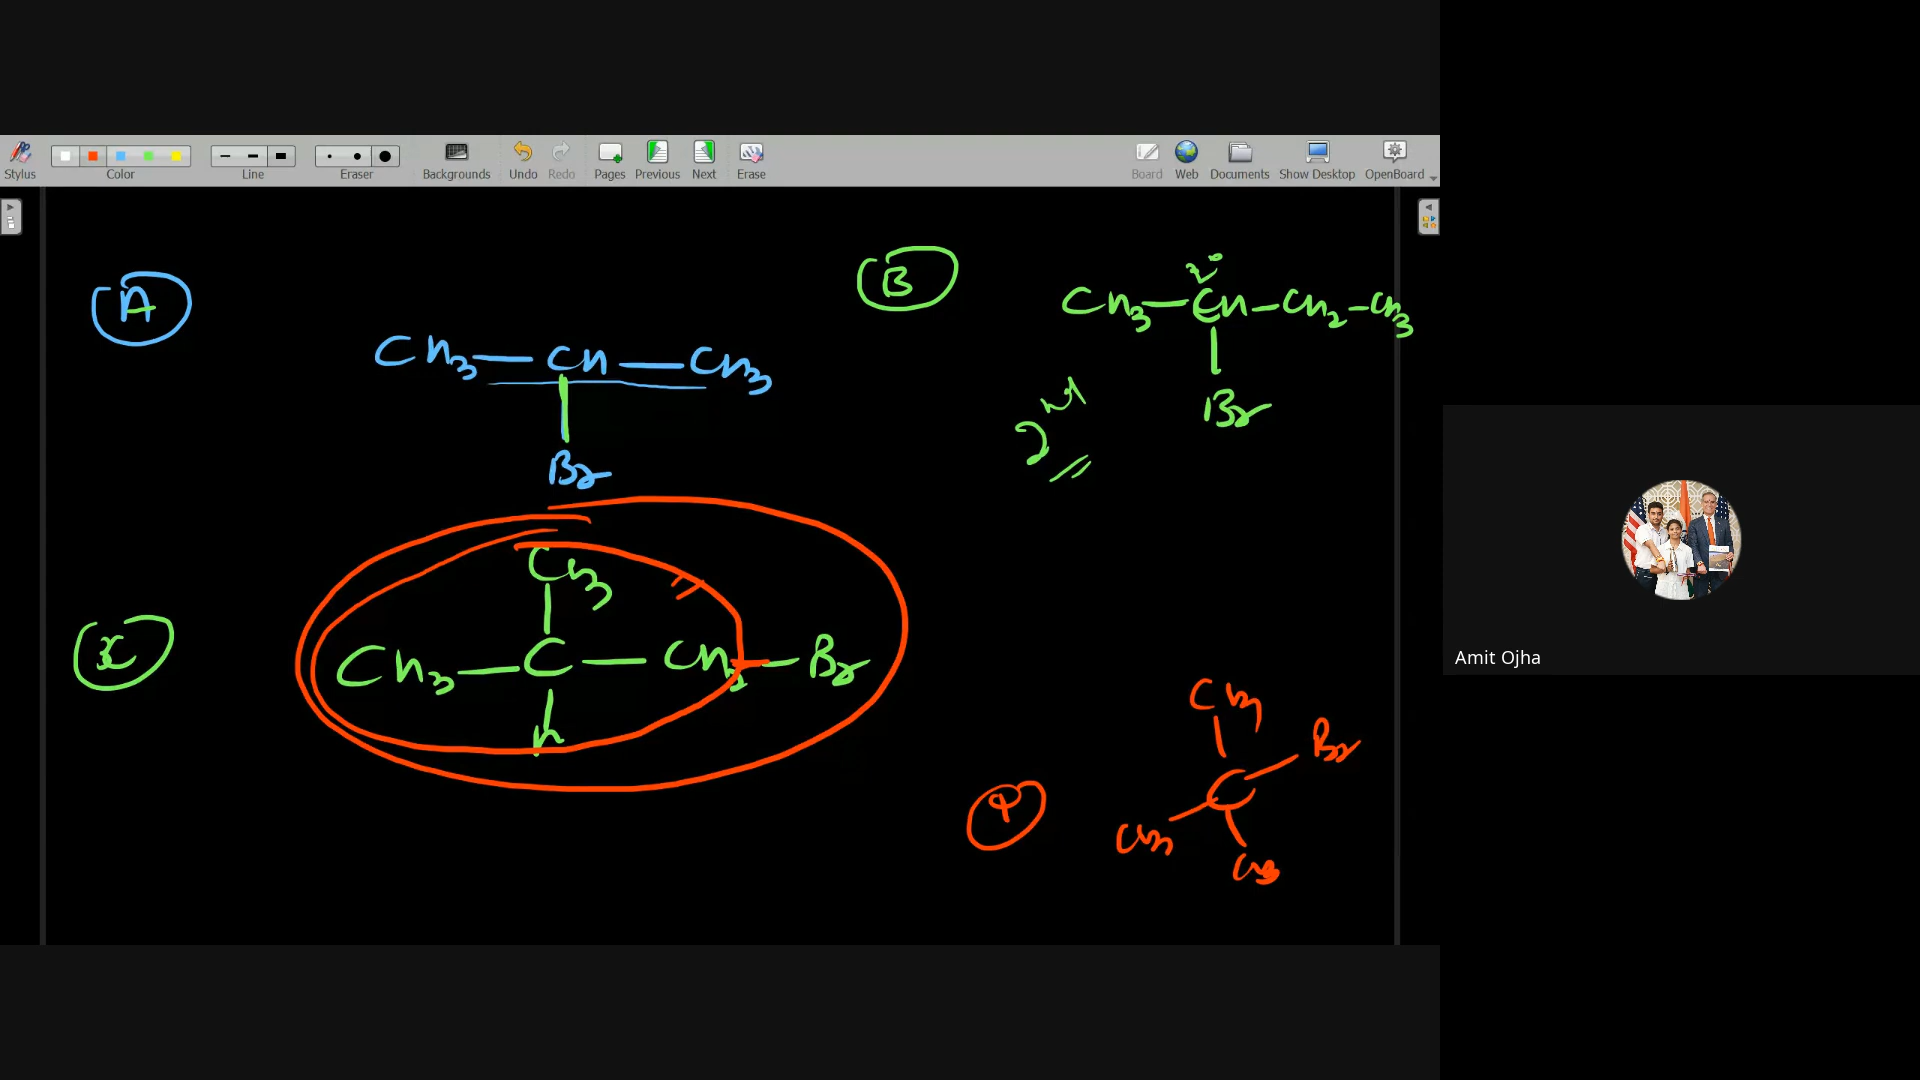 Stylus Color Line Eraser Backgrounds Undo Redo Pages Previous Next Erase Board Web Documents Show Desktop OpenBoard
A
CH3—CH—CH3
Br
B
2°
CH3—CH—CH2—CH3
Br
CH3
CH3—C—CH2—Br
H
CH3
Br
C
CH3
CH3
Amit Ojha